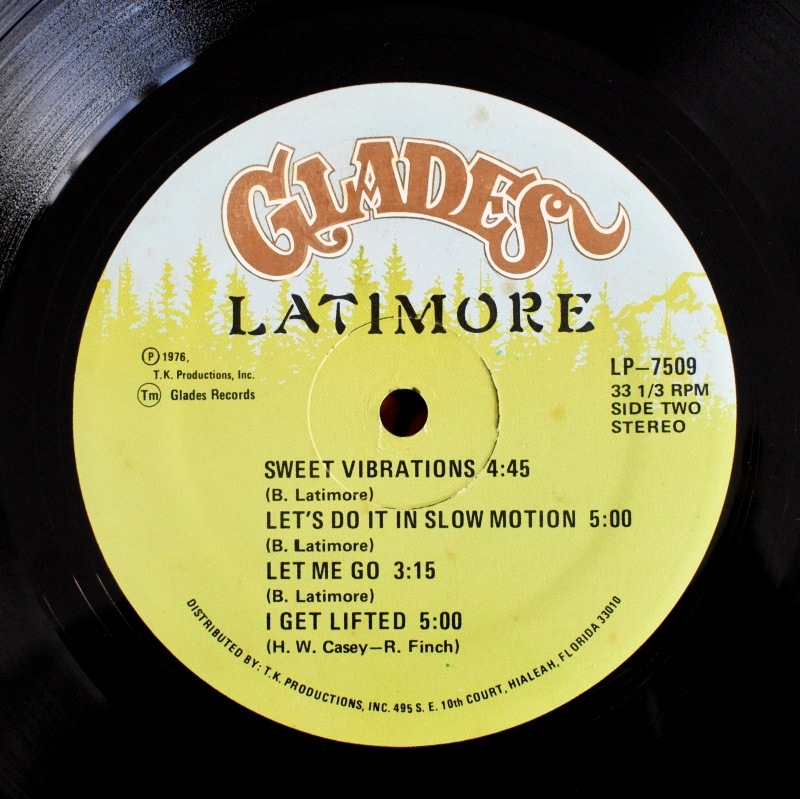 GLADES
LATIMORE
Ⓟ 1976,
T.K. Productions, Inc.
Tm Glades Records
LP-7509
33 1/3 RPM
SIDE TWO
STEREO
SWEET VIBRATIONS 4:45
(B. Latimore)
LET'S DO IT IN SLOW MOTION 5:00
(B. Latimore)
LET ME GO 3:15
(B. Latimore)
I GET LIFTED 5:00
(H. W. Casey-R. Finch)
DISTRIBUTED BY: T.K. PRODUCTIONS, INC. 495 S. E. 10th COURT, HIALEAH, FLORIDA 33010